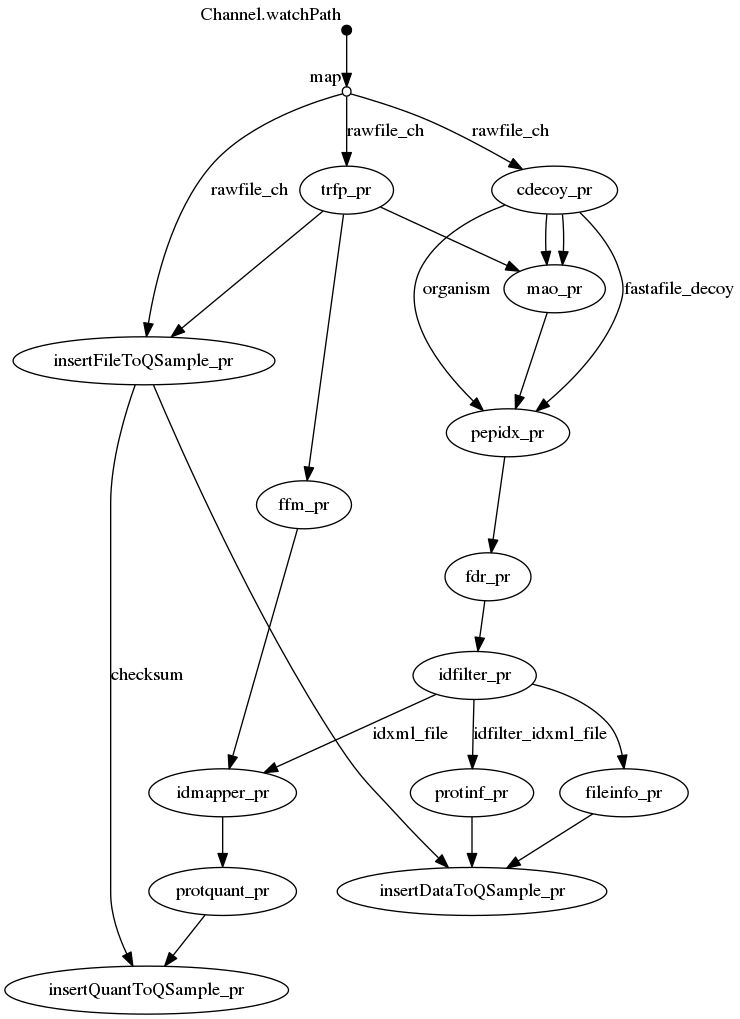 Channel.watchPath
map
rawfile_ch
rawfile_ch
rawfile_ch
trfp_pr
cdecoy_pr
organism
mao_pr
fastafile_decoy
insertFileToQSample_pr
pepidx_pr
ffm_pr
fdr_pr
checksum
idfilter_pr
idxml_file
idfilter_idxml_file
idmapper_pr
protinf_pr
fileinfo_pr
protquant_pr
insertDataToQSample_pr
insertQuantToQSample_pr